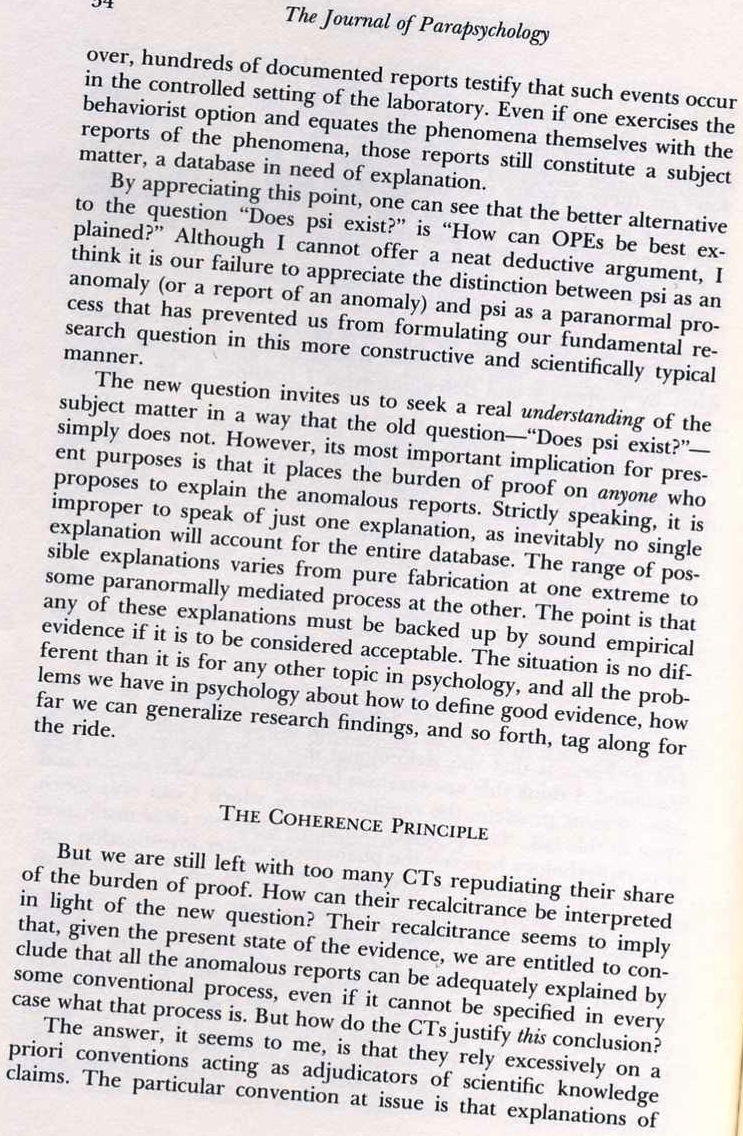 The Journal of Parapsychology
over, hundreds of documented reports testify that such events occur
in the controlled setting of the laboratory. Even if one exercises the
behaviorist option and equates the phenomena themselves with the
reports of the phenomena, those reports still constitute a subject
matter, a database in need of explanation.
By appreciating this point, one can see that the better alternative
to the question “Does psi exist?” is “How can OPEs be best ex-
plained?” Although I cannot offer a neat deductive argument, I
think it is our failure to appreciate the distinction between psi as an
anomaly (or a report of an anomaly) and psi as a paranormal pro-
cess that has prevented us from formulating our fundamental re-
search question in this more constructive and scientifically typical
manner.
The new question invites us to seek a real understanding of the
subject matter in a way that the old question—“Does psi exist?”—
simply does not. However, its most important implication for pres-
ent purposes is that it places the burden of proof on anyone who
proposes to explain the anomalous reports. Strictly speaking, it is
improper to speak of just one explanation, as inevitably no single
explanation will account for the entire database. The range of pos-
sible explanations varies from pure fabrication at one extreme to
some paranormally mediated process at the other. The point is that
any of these explanations must be backed up by sound empirical
evidence if it is to be considered acceptable. The situation is no dif-
ferent than it is for any other topic in psychology, and all the prob-
lems we have in psychology about how to define good evidence, how
far we can generalize research findings, and so forth, tag along for
the ride.
THE COHERENCE PRINCIPLE
But we are still left with too many CTs repudiating their share
of the burden of proof. How can their recalcitrance be interpreted
in light of the new question? Their recalcitrance seems to imply
that, given the present state of the evidence, we are entitled to con-
clude that all the anomalous reports can be adequately explained by
some conventional process, even if it cannot be specified in every
case what that process is. But how do the CTs justify this conclusion?
The answer, it seems to me, is that they rely excessively on a
priori conventions acting as adjudicators of scientific knowledge
claims. The particular convention at issue is that explanations of